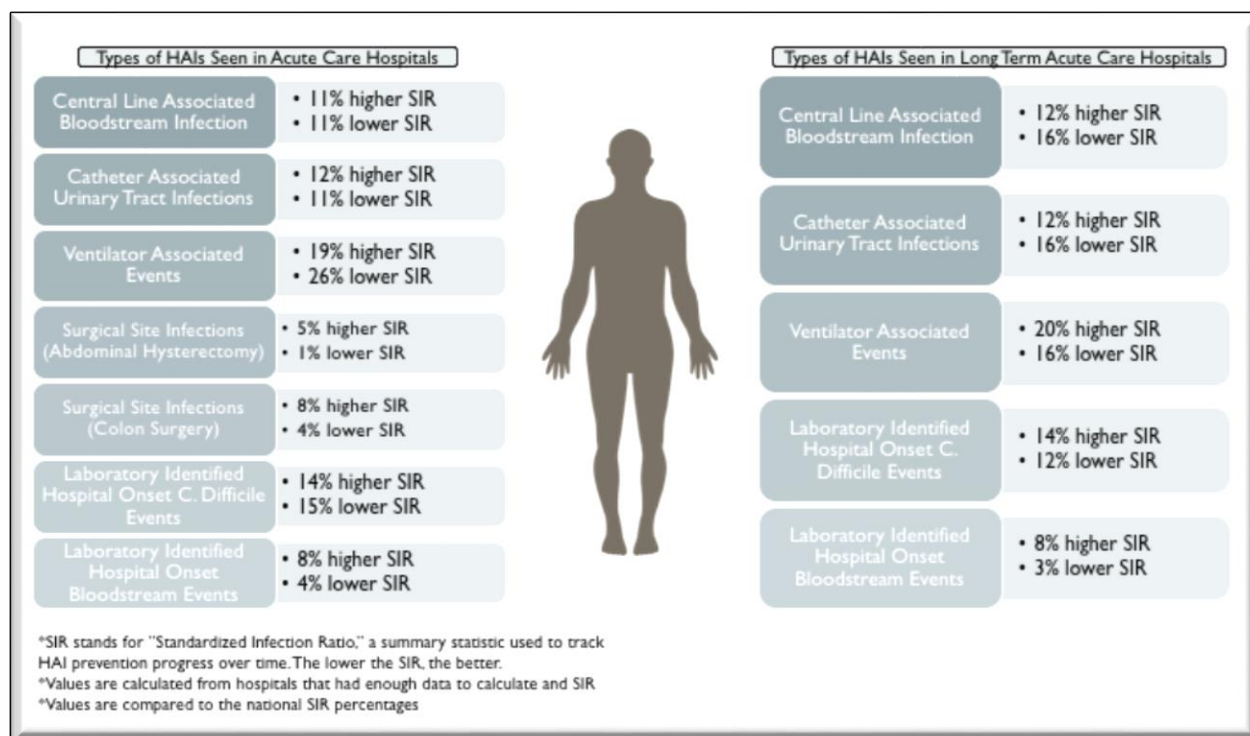 Types of HAIs Seen in Acute Care Hospitals
Central Line Associated
Bloodstream Infection
• 11% higher SIR
• 11% lower SIR
Catheter Associated
Urinary Tract Infections
• 12% higher SIR
• 11% lower SIR
Ventilator Associated
Events
• 19% higher SIR
• 26% lower SIR
Surgical Site Infections
(Abdominal Hysterectomy)
• 5% higher SIR
• 1% lower SIR
Surgical Site Infections
(Colon Surgery)
• 8% higher SIR
• 4% lower SIR
Laboratory Identified
Hospital Onset C. Difficile
Events
• 14% higher SIR
• 15% lower SIR
Laboratory Identified
Hospital Onset
Bloodstream Events
• 8% higher SIR
• 4% lower SIR
Types of HAIs Seen in Long Term Acute Care Hospitals
Central Line Associated
Bloodstream Infection
• 12% higher SIR
• 16% lower SIR
Catheter Associated
Urinary Tract Infections
• 12% higher SIR
• 16% lower SIR
Ventilator Associated
Events
• 20% higher SIR
• 16% lower SIR
Laboratory Identified
Hospital Onset C.
Difficile Events
• 14% higher SIR
• 12% lower SIR
Laboratory Identified
Hospital Onset
Bloodstream Events
• 8% higher SIR
• 3% lower SIR
*SIR stands for "Standardized Infection Ratio," a summary statistic used to track
HAI prevention progress over time. The lower the SIR, the better.
*Values are calculated from hospitals that had enough data to calculate and SIR
*Values are compared to the national SIR percentages